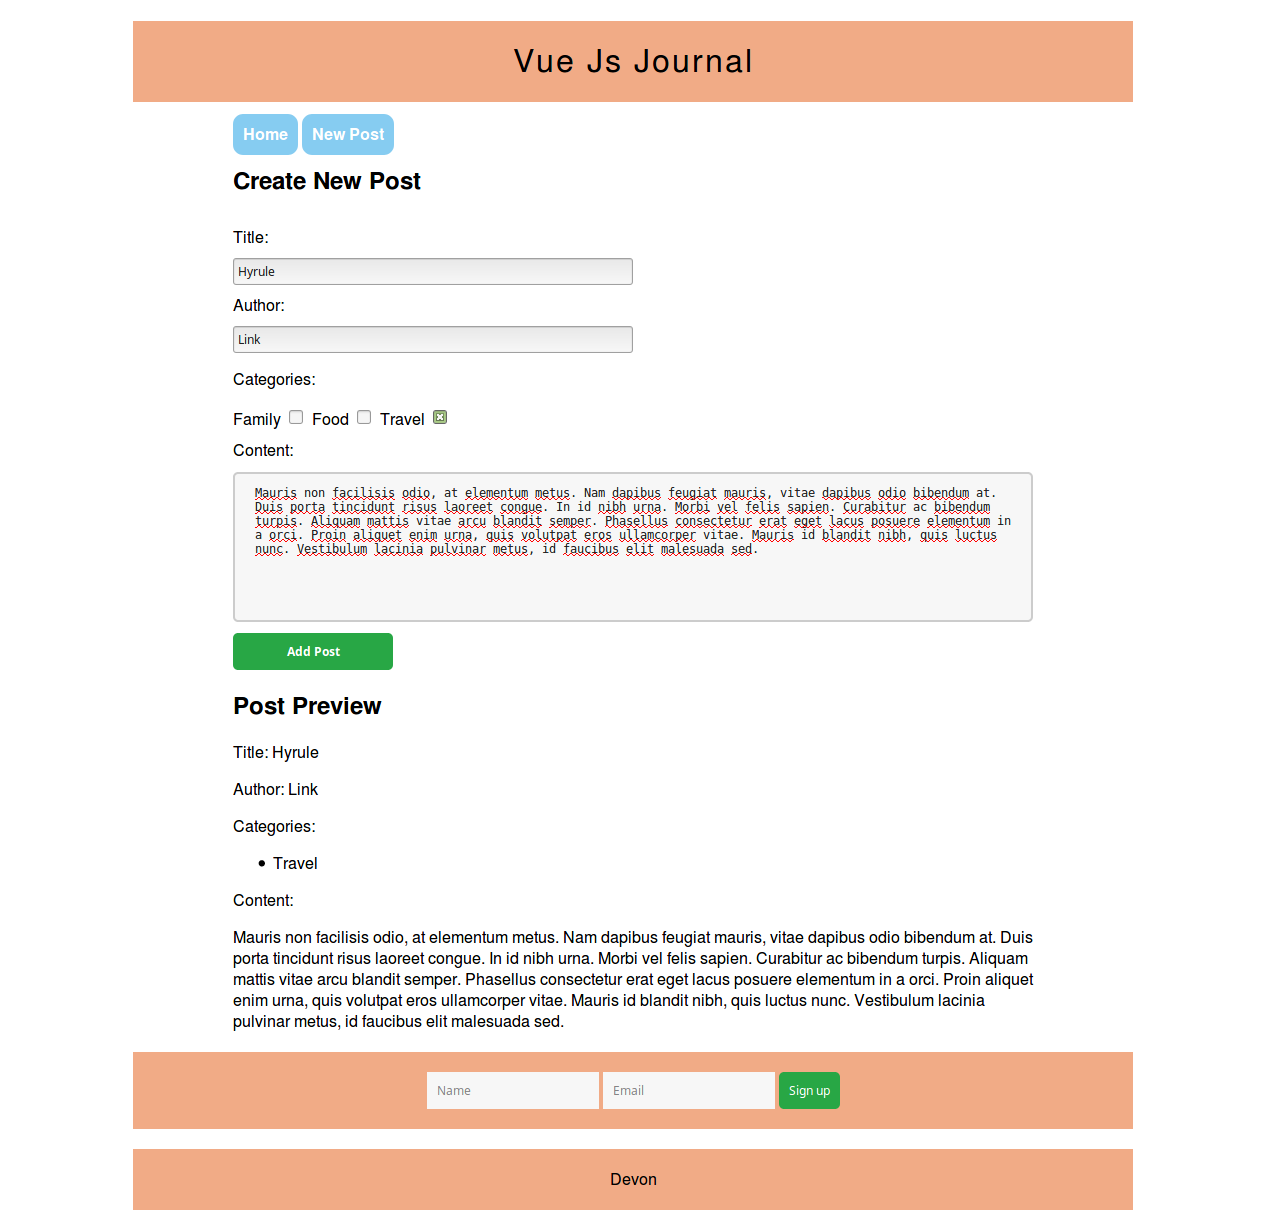 Vue Js Journal
Home New Post
Create New Post
Title:
Hyrule
Author:
Link
Categories:
Family Food Travel
Content:
Mauris non facilisis odio, at elementum metus. Nam dapibus feugiat mauris, vitae dapibus odio bibendum at.
Duis porta tincidunt risus laoreet congue. In id nibh urna. Morbi vel felis sapien. Curabitur ac bibendum
turpis. Aliquam mattis vitae arcu blandit semper. Phasellus consectetur erat eget lacus posuere elementum in
a orci. Proin aliquet enim urna, quis volutpat eros ullamcorper vitae. Mauris id blandit nibh, quis luctus
nunc. Vestibulum lacinia pulvinar metus, id faucibus elit malesuada sed.
Add Post
Post Preview
Title: Hyrule
Author: Link
Categories:
• Travel
Content:
Mauris non facilisis odio, at elementum metus. Nam dapibus feugiat mauris, vitae dapibus odio bibendum at. Duis
porta tincidunt risus laoreet congue. In id nibh urna. Morbi vel felis sapien. Curabitur ac bibendum turpis. Aliquam
mattis vitae arcu blandit semper. Phasellus consectetur erat eget lacus posuere elementum in a orci. Proin aliquet
enim urna, quis volutpat eros ullamcorper vitae. Mauris id blandit nibh, quis luctus nunc. Vestibulum lacinia
pulvinar metus, id faucibus elit malesuada sed.
Name Email Sign up
Devon